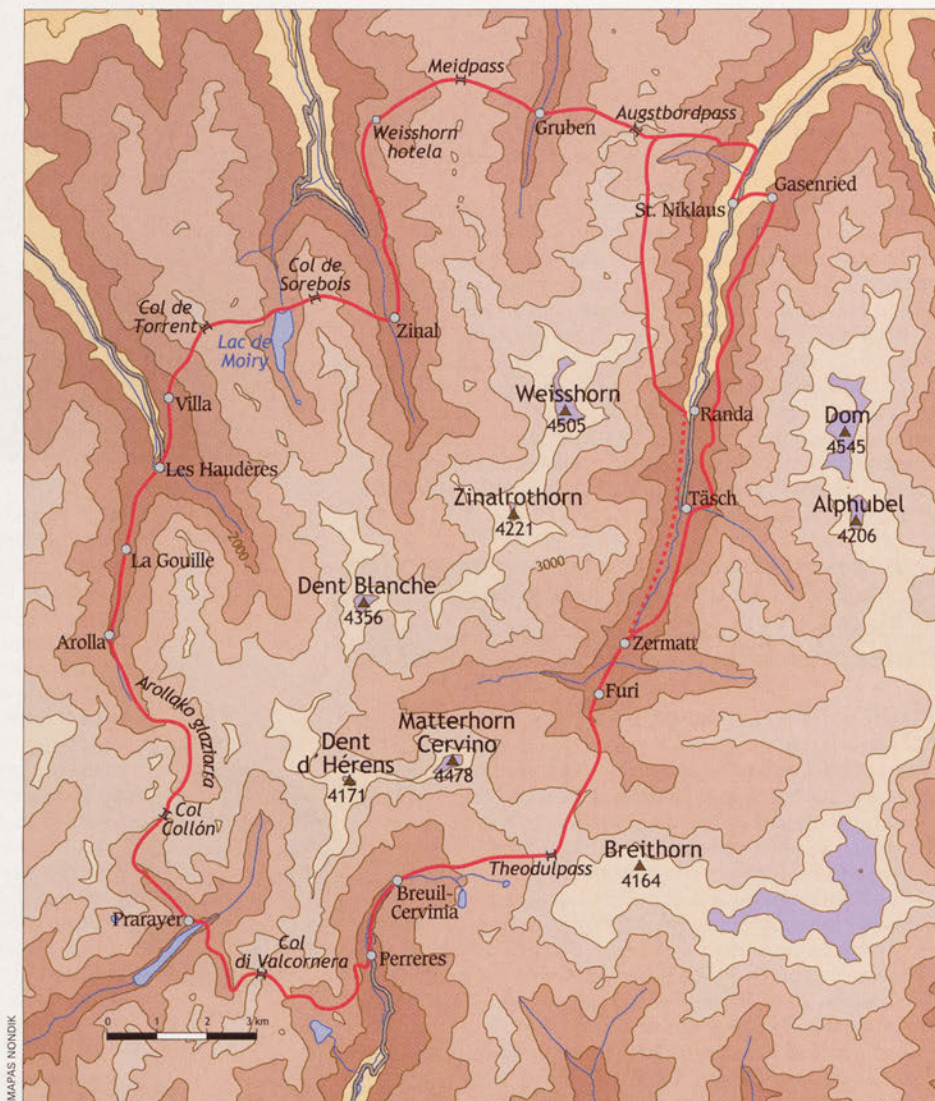 Meidpass
Weisshorn
hotela
Gruben
Augstbordpass
Gasenried
St. Niklaus
Col de
Sorebois
Col de
Torrent
Lac de
Moiry
Zinal
Villa
Weisshorn
4505
Randa
Dom
4545
Les Haudères
Zinalrothorn
4221
Täsch
Alphubel
4206
2000
La Gouille
3000
Dent Blanche
4356
Arolla
Zermatt
Furi
Arollako glaziarra
Matterhorn
Cervino
4478
Dent
d´Hérens
4171
Col
Collón
Theodulpass
Breithorn
4164
Breuil-
Cervinia
Prarayer
Col
di Valcornera
Perreres
0 1 2 3 km
MAPAS NONDIK